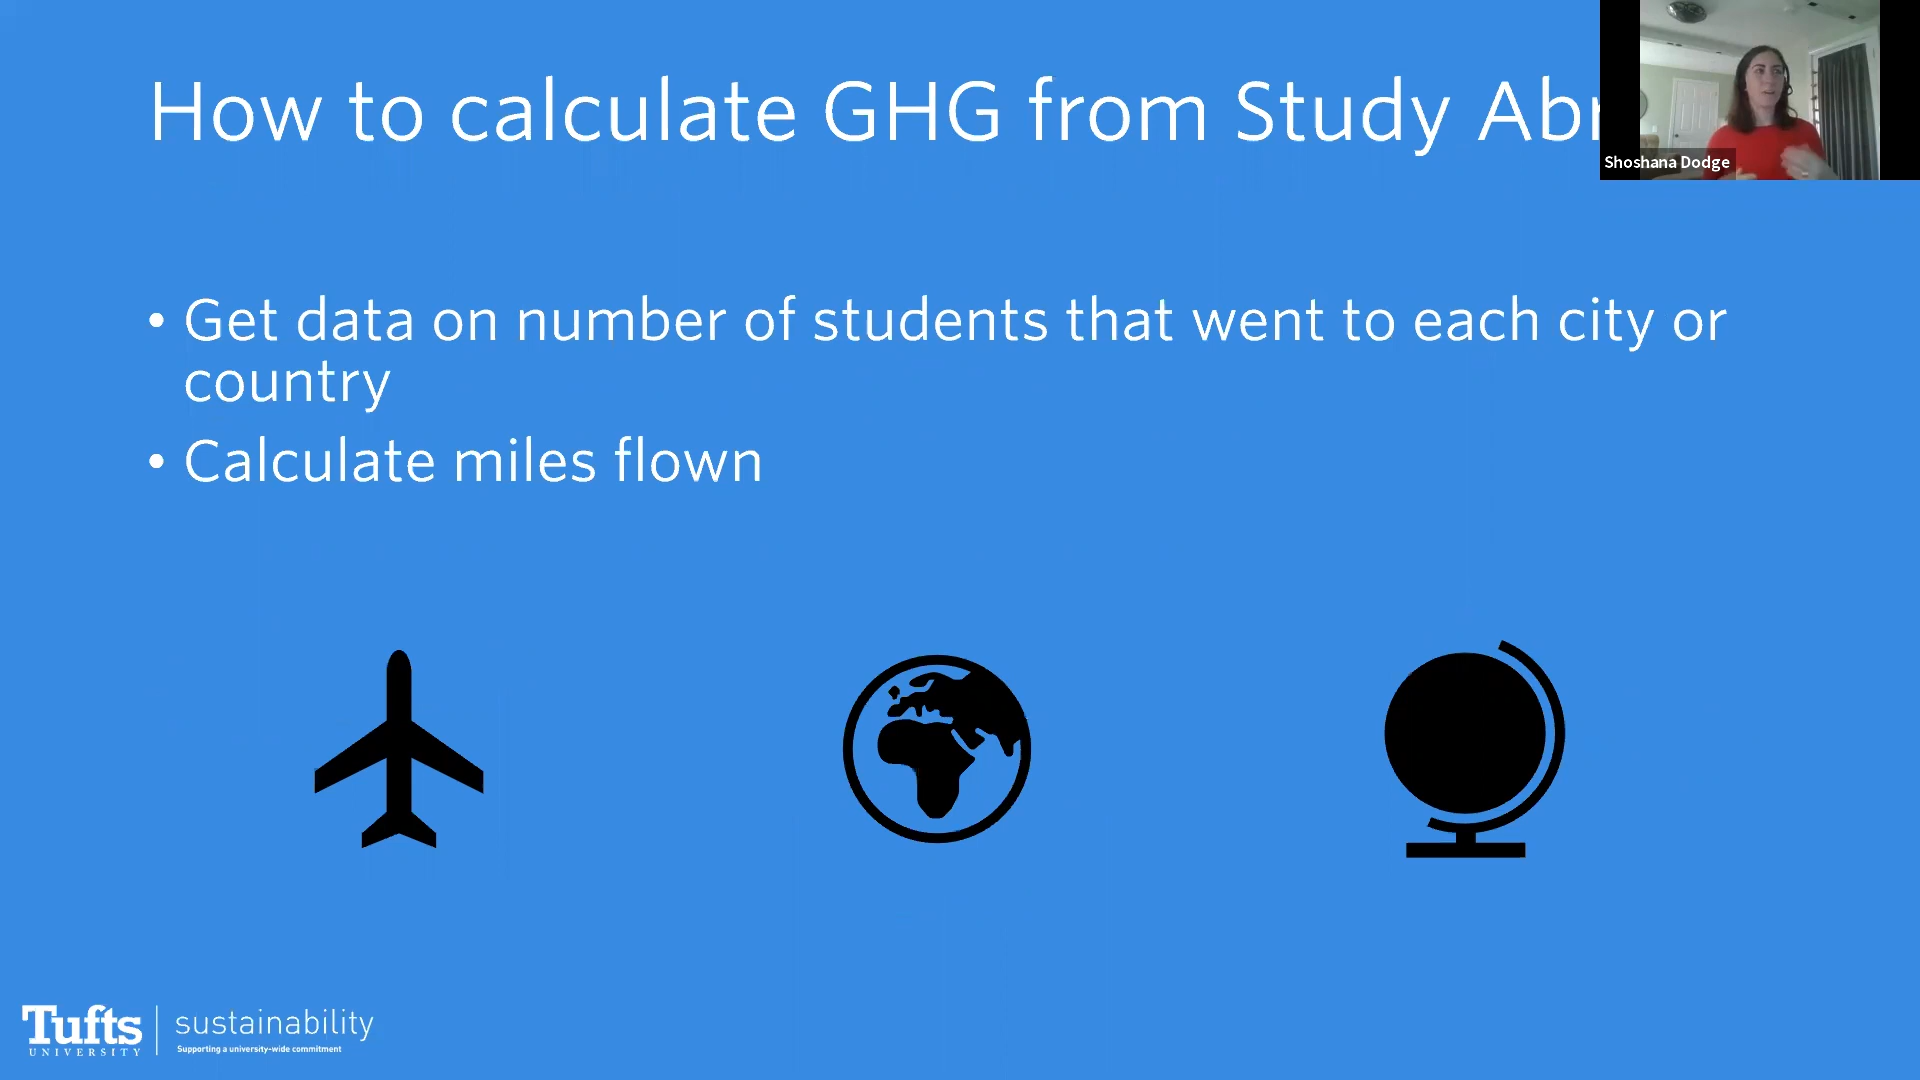 How to calculate GHG from Study Abr
Shoshana Dodge
• Get data on number of students that went to each city or
country
• Calculate miles flown
Tufts
UNIVERSITY
sustainability
Supporting a university-wide commitment